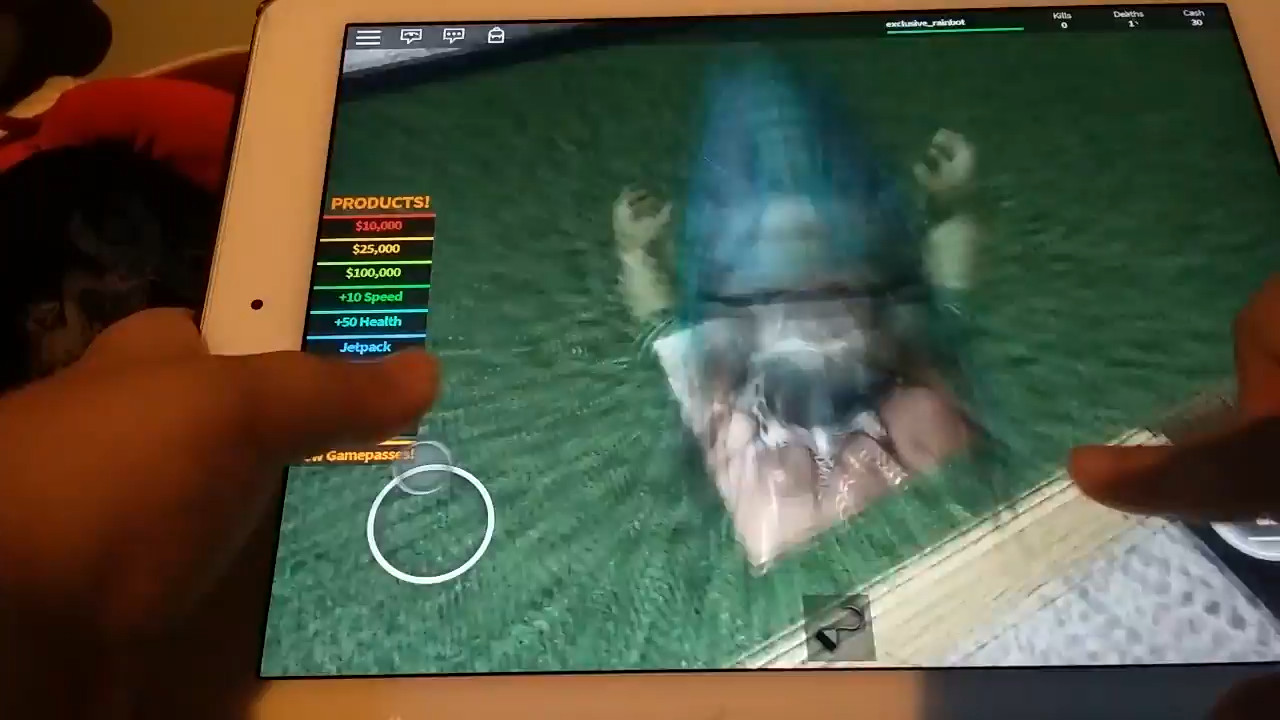 exclusive_rainbot
Kills
0
Deaths
1
Cash
30
PRODUCTS!
$10,000
$25,000
$100,000
+10 Speed
+50 Health
Jetpack
Gamepasses!